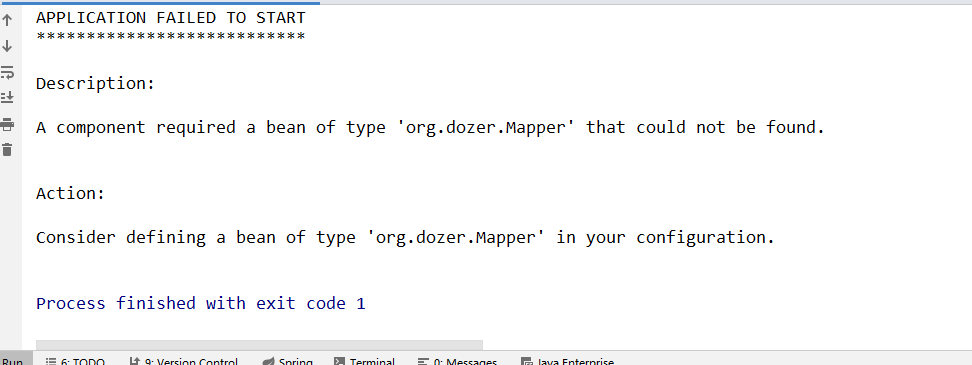 APPLICATION FAILED TO START
***************************
Description:
A component required a bean of type 'org.dozer.Mapper' that could not be found.
Action:
Consider defining a bean of type 'org.dozer.Mapper' in your configuration.
Process finished with exit code 1
Run 6: TODO 9: Version Control Spring Terminal 0: Messages Java Enterprise